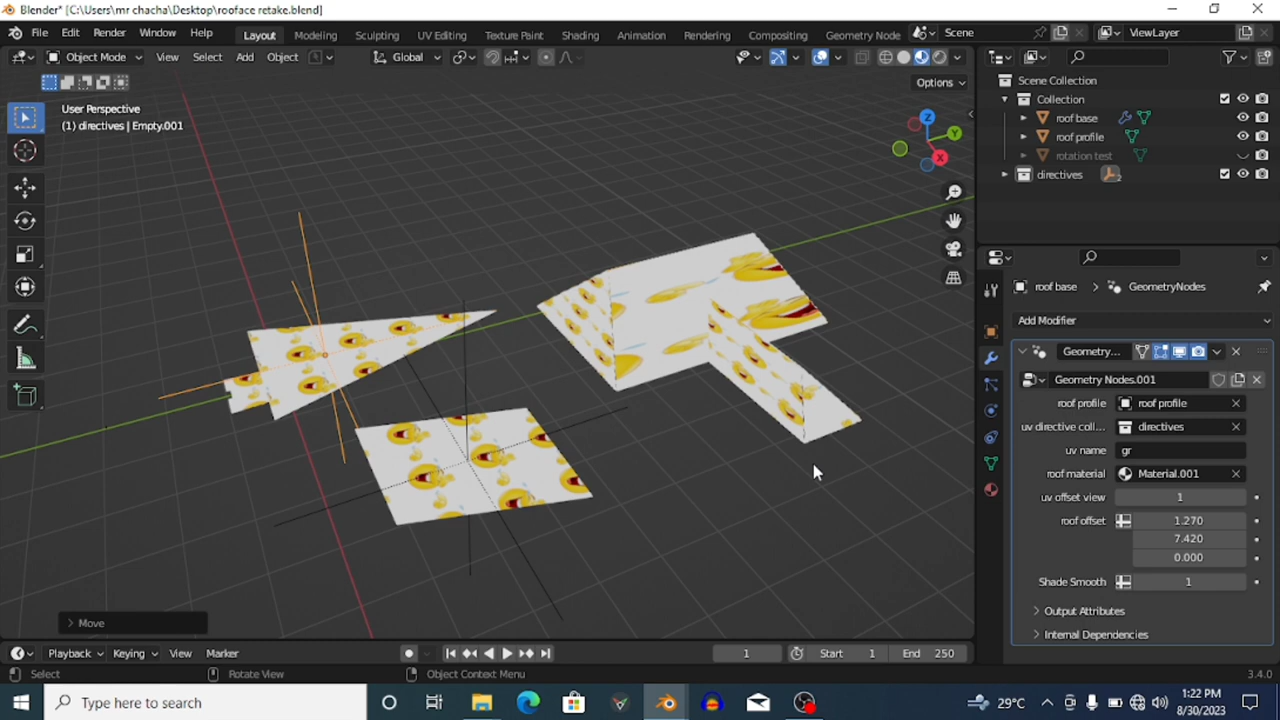 Blender* [C:\Users\mr chacha\Desktop\rooface retake.blend]
File Edit Render Window Help Layout Modeling Sculpting UV Editing Texture Paint Shading Animation Rendering Compositing Geometry Node Scene ViewLayer
Object Mode View Select Add Object Global
Options
User Perspective
(1) directives | Empty.001
Z
Y
X
Scene Collection
Collection
roof base
roof profile
rotation test
directives 2
roof base > GeometryNodes
Add Modifier
Geometry...
Geometry Nodes.001
roof profile roof profile
uv directive coll... directives
uv name gr
roof material Material.001
uv offset view 1
roof offset 1.270
7.420
0.000
Shade Smooth 1
Output Attributes
Internal Dependencies
> Move
Playback Keying View Marker 1 Start 1 End 250
Select Rotate View Object Context Menu 3.4.0
Type here to search
29°C
1:22 PM
8/30/2023